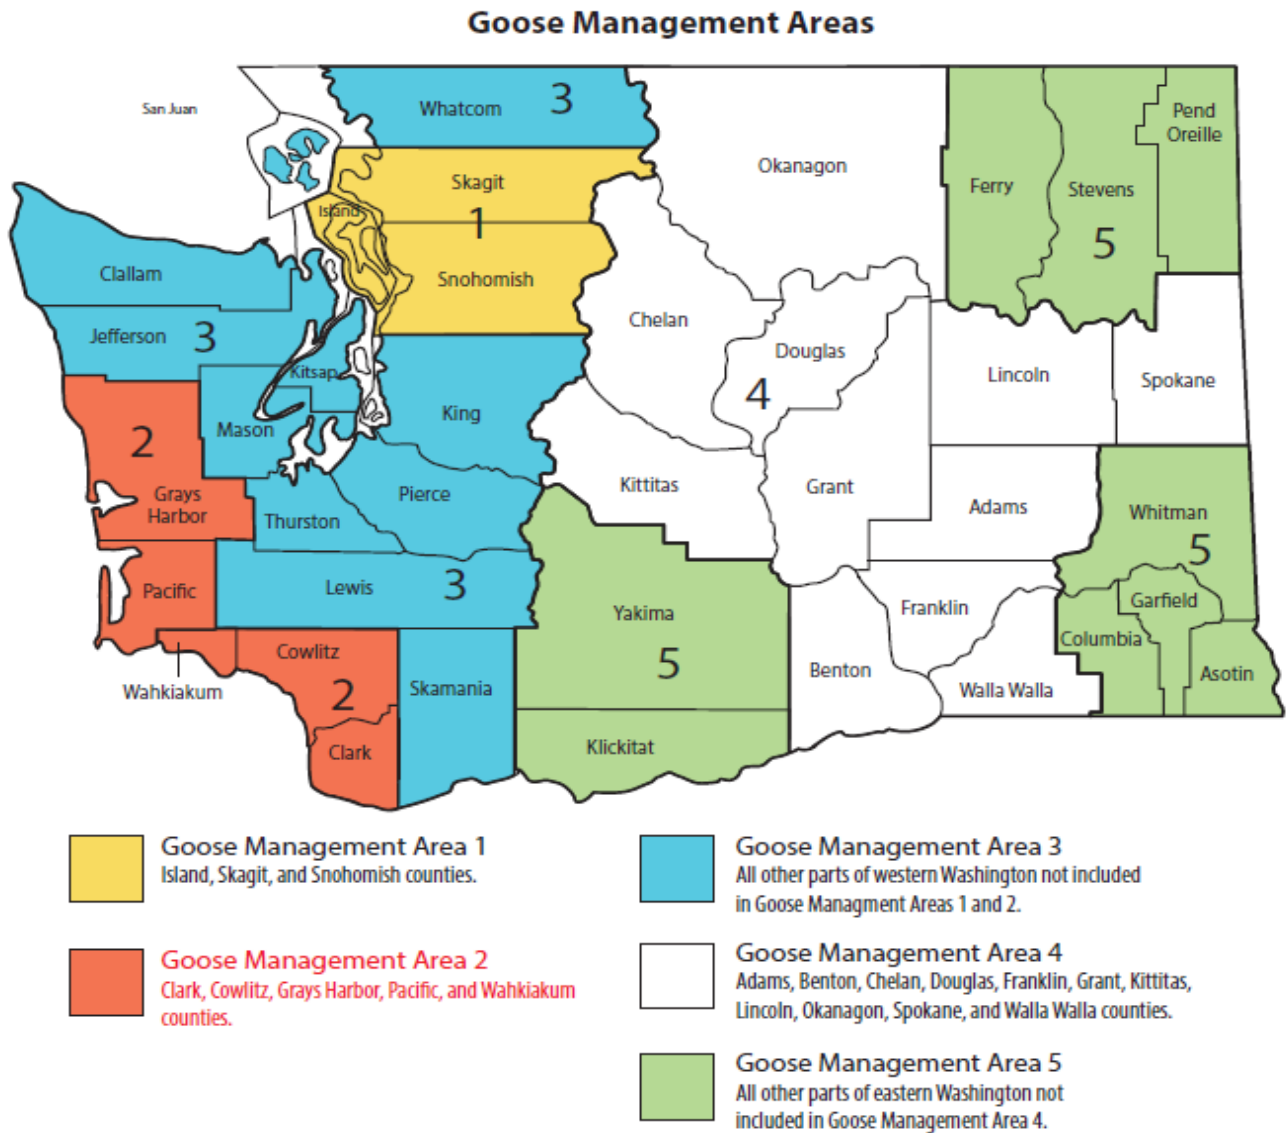 Goose Management Areas
San Juan
Whatcom
3
Okanagon
Ferry
Stevens
5
Pend
Oreille
Skagit
Island
1
Snohomish
Clallam
Jefferson
3
Kitsap
Chelan
Douglas
4
Lincoln
Spokane
2
Mason
King
Grays
Harbor
Thurston
Pierce
Kittitas
Grant
Adams
Whitman
5
Pacific
Lewis
3
Yakima
5
Franklin
Garfield
Columbia
Asotin
Wahkiakum
Cowlitz
2
Clark
Skamania
Klickitat
Benton
Walla Walla
Goose Management Area 1
Island, Skagit, and Snohomish counties.
Goose Management Area 2
Clark, Cowlitz, Grays Harbor, Pacific, and Wahkiakum
counties.
Goose Management Area 3
All other parts of western Washington not included
in Goose Managment Areas 1 and 2.
Goose Management Area 4
Adams, Benton, Chelan, Douglas, Franklin, Grant, Kittitas,
Lincoln, Okanagon, Spokane, and Walla Walla counties.
Goose Management Area 5
All other parts of eastern Washington not
included in Goose Management Area 4.